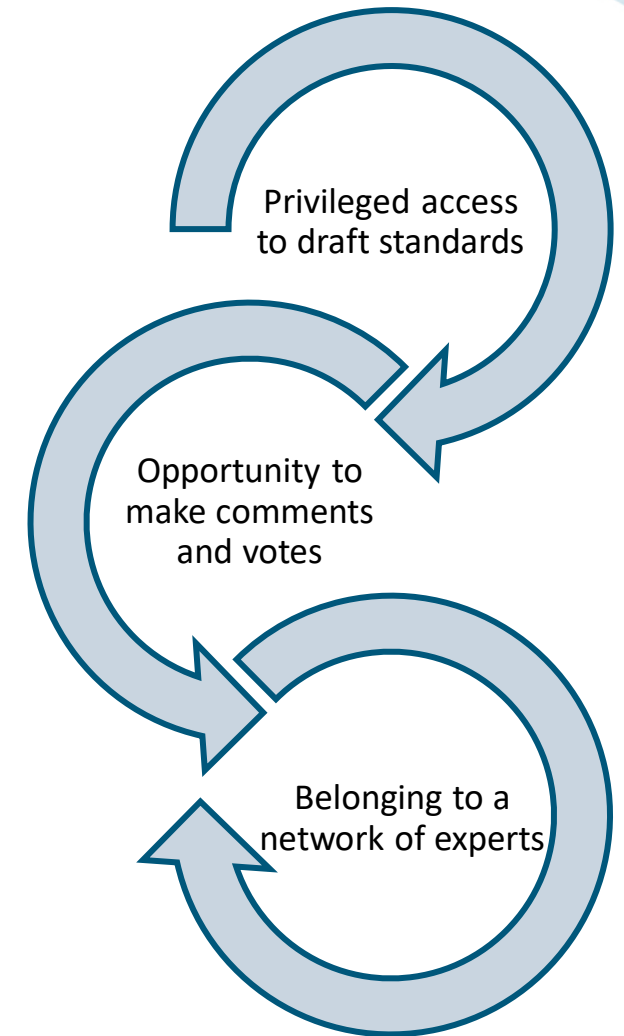 Privileged access
to draft standards
Opportunity to
make comments
and votes
Belonging to a
network of experts